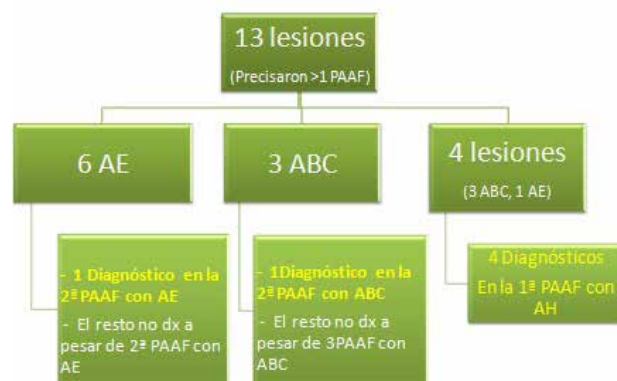 13 lesiones
(Precisaron >1 PAAF)
6 AE
3 ABC
4 lesiones
(3 ABC, 1 AE)
- 1 Diagnóstico en la
2ª PAAF con AE
- El resto no dx a
pesar de 2ª PAAF con
AE
- 1Diagnóstico en la
2ª PAAF con ABC
- El resto no dx a
pesar de 3PAAF con
ABC
4 Diagnósticos
En la 1ª PAAF con
AH